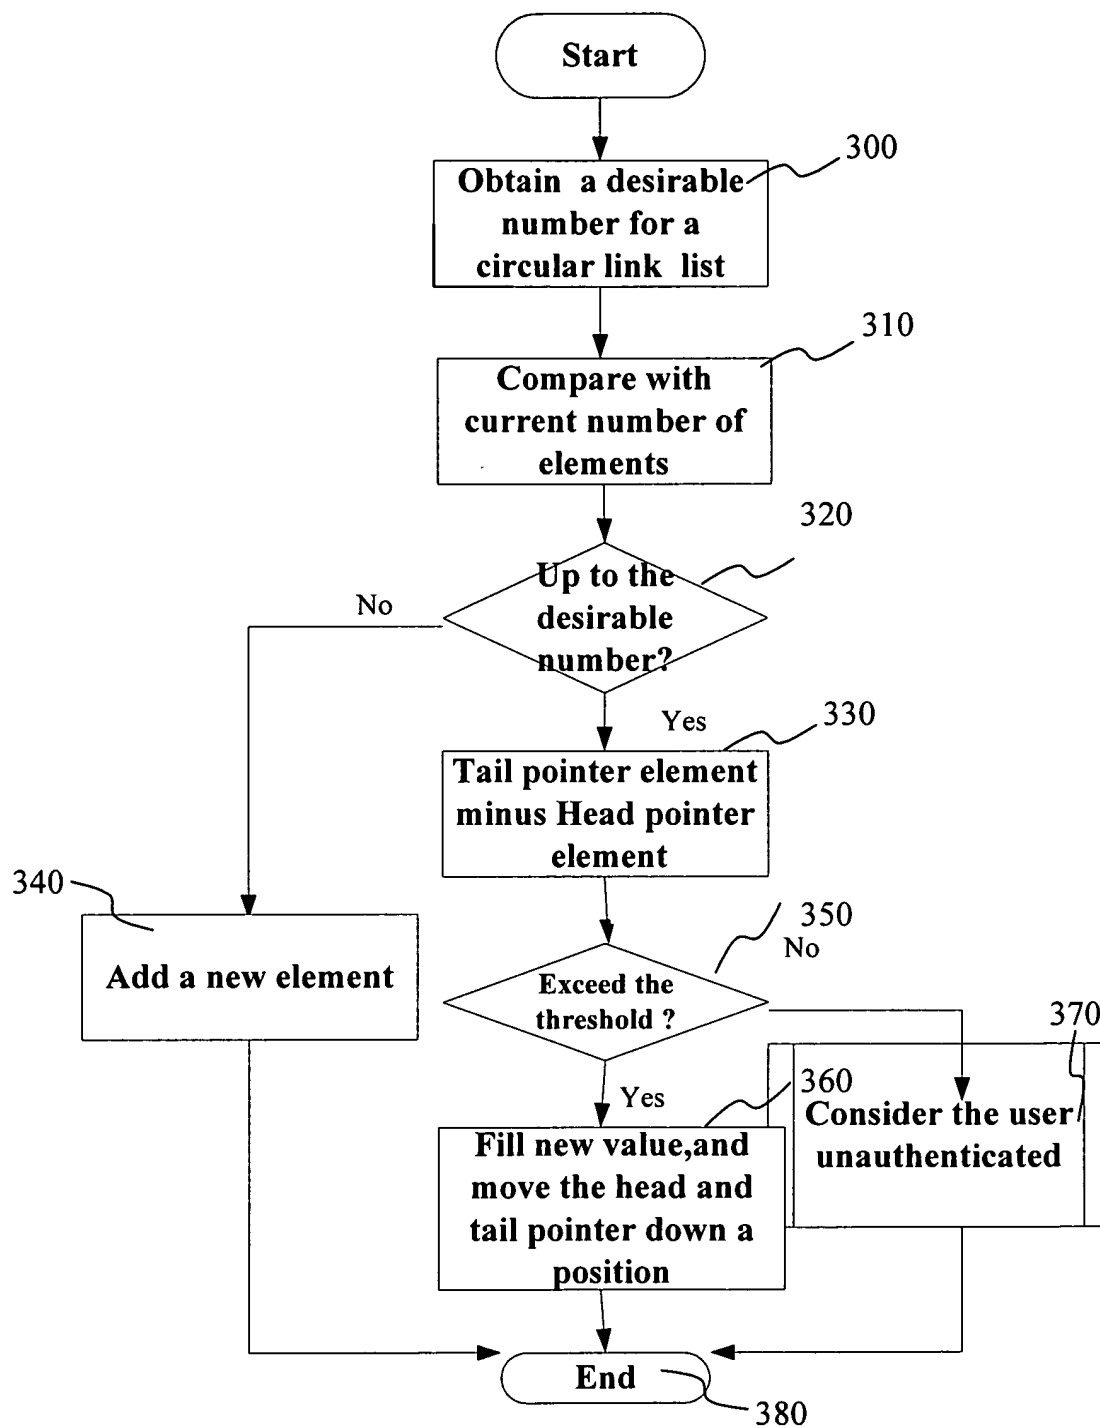 Start
300
Obtain a desirable
number for a
circular link list
310
Compare with
current number of
elements
320
Up to the
desirable
number?
No
Yes
330
Tail pointer element
minus Head pointer
element
340
Add a new element
350
No
Exceed the
threshold ?
370
360
Yes
Consider the user
unauthenticated
Fill new value,and
move the head and
tail pointer down a
position
End
380